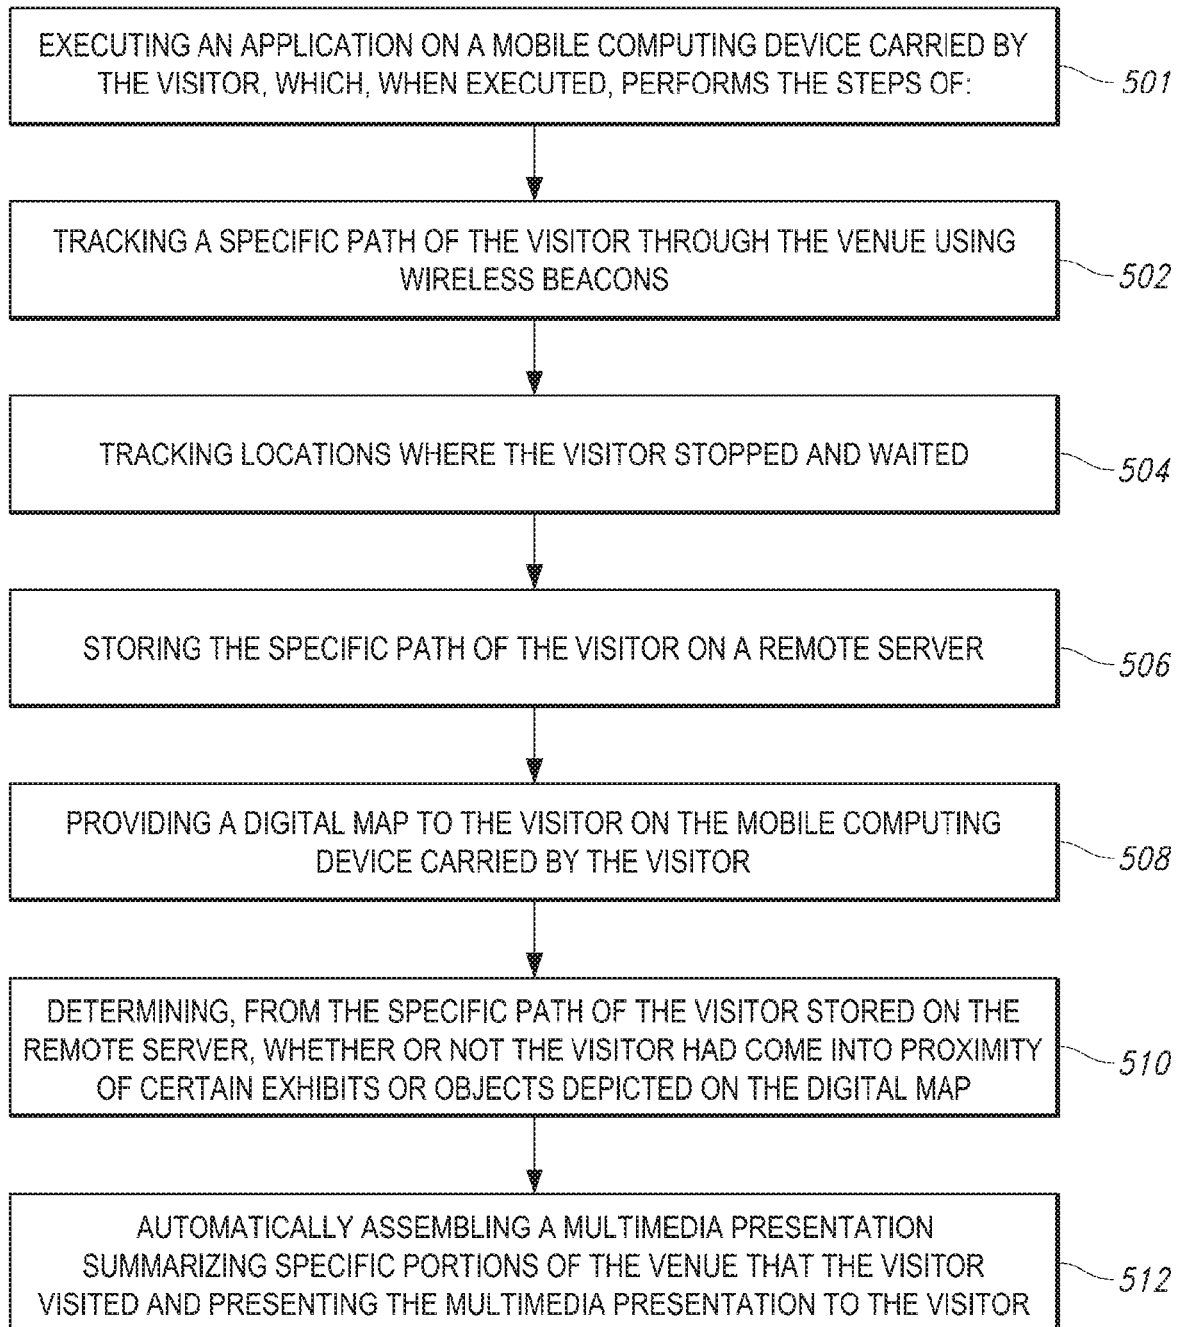 EXECUTING AN APPLICATION ON A MOBILE COMPUTING DEVICE CARRIED BY
THE VISITOR, WHICH, WHEN EXECUTED, PERFORMS THE STEPS OF:
501
TRACKING A SPECIFIC PATH OF THE VISITOR THROUGH THE VENUE USING
WIRELESS BEACONS
502
TRACKING LOCATIONS WHERE THE VISITOR STOPPED AND WAITED
504
STORING THE SPECIFIC PATH OF THE VISITOR ON A REMOTE SERVER
506
PROVIDING A DIGITAL MAP TO THE VISITOR ON THE MOBILE COMPUTING
DEVICE CARRIED BY THE VISITOR
508
DETERMINING, FROM THE SPECIFIC PATH OF THE VISITOR STORED ON THE
REMOTE SERVER, WHETHER OR NOT THE VISITOR HAD COME INTO PROXIMITY
OF CERTAIN EXHIBITS OR OBJECTS DEPICTED ON THE DIGITAL MAP
510
AUTOMATICALLY ASSEMBLING A MULTIMEDIA PRESENTATION
SUMMARIZING SPECIFIC PORTIONS OF THE VENUE THAT THE VISITOR
VISITED AND PRESENTING THE MULTIMEDIA PRESENTATION TO THE VISITOR
512